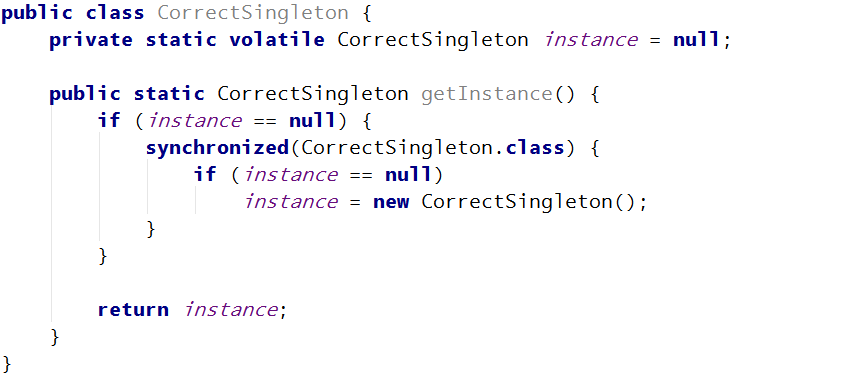 public class CorrectSingleton {
    private static volatile CorrectSingleton instance = null;

    public static CorrectSingleton getInstance() {
        if (instance == null) {
            synchronized(CorrectSingleton.class) {
                if (instance == null)
                    instance = new CorrectSingleton();
            }
        }

        return instance;
    }
}